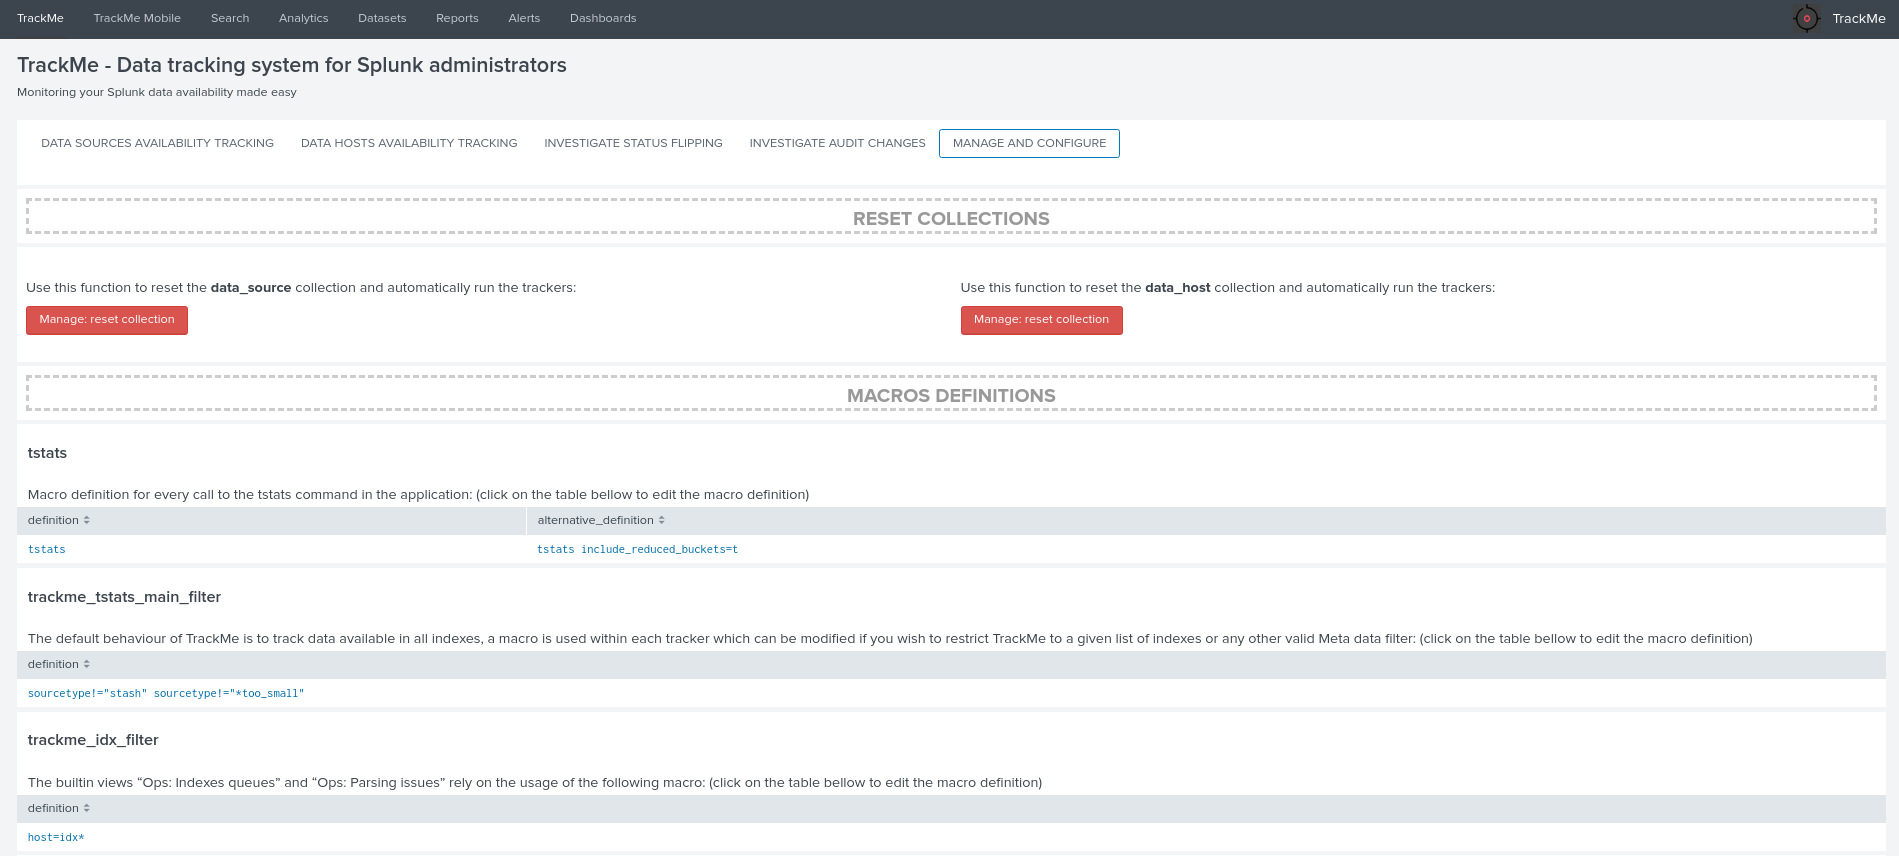 TrackMe TrackMe Mobile Search Analytics Datasets Reports Alerts Dashboards TrackMe
TrackMe - Data tracking system for Splunk administrators
Monitoring your Splunk data availability made easy
DATA SOURCES AVAILABILITY TRACKING DATA HOSTS AVAILABILITY TRACKING INVESTIGATE STATUS FLIPPING INVESTIGATE AUDIT CHANGES MANAGE AND CONFIGURE
RESET COLLECTIONS
Use this function to reset the data_source collection and automatically run the trackers:
Manage: reset collection
Use this function to reset the data_host collection and automatically run the trackers:
Manage: reset collection
MACROS DEFINITIONS
tstats
Macro definition for every call to the tstats command in the application: (click on the table bellow to edit the macro definition)
definition alternative_definition
tstats tstats include_reduced_buckets=t
trackme_tstats_main_filter
The default behaviour of TrackMe is to track data available in all indexes, a macro is used within each tracker which can be modified if you wish to restrict TrackMe to a given list of indexes or any other valid Meta data filter: (click on the table bellow to edit the macro definition)
definition
sourcetype!="stash" sourcetype!="*too_small"
trackme_idx_filter
The builtin views “Ops: Indexes queues” and “Ops: Parsing issues” rely on the usage of the following macro: (click on the table bellow to edit the macro definition)
definition
host=idx*